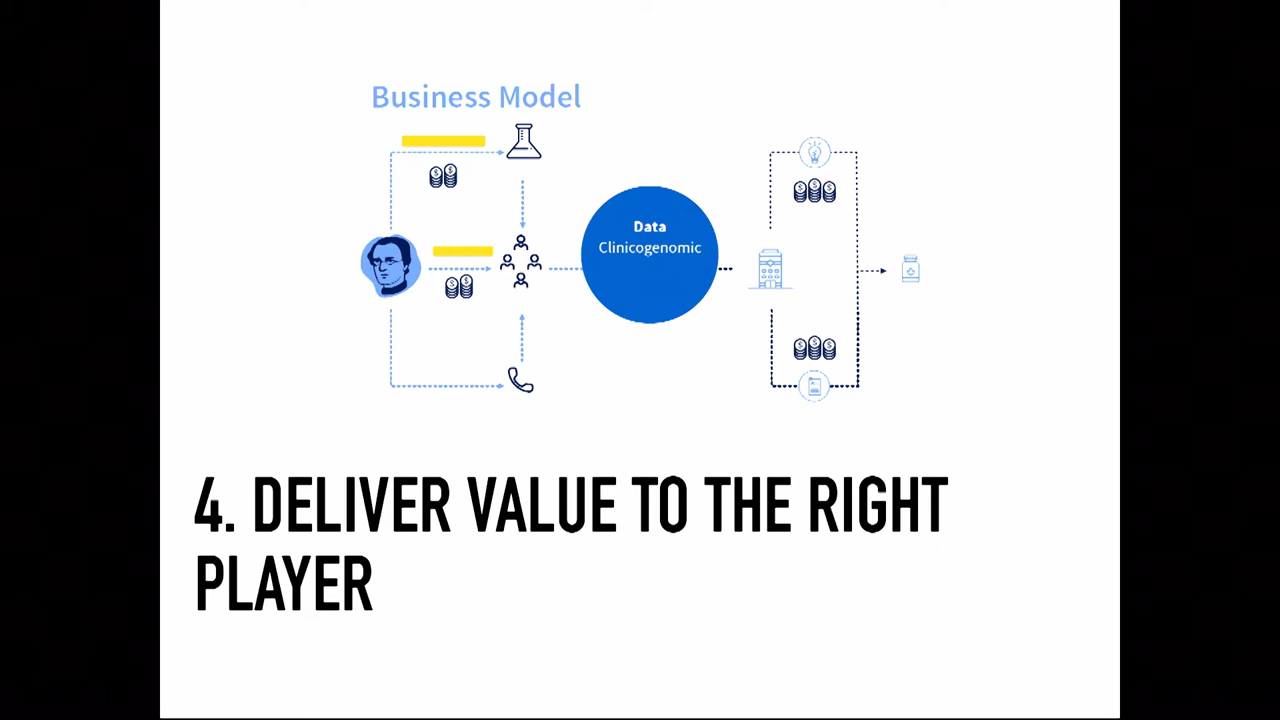 Business Model
Data
Clinicogenomic
4. DELIVER VALUE TO THE RIGHT
PLAYER